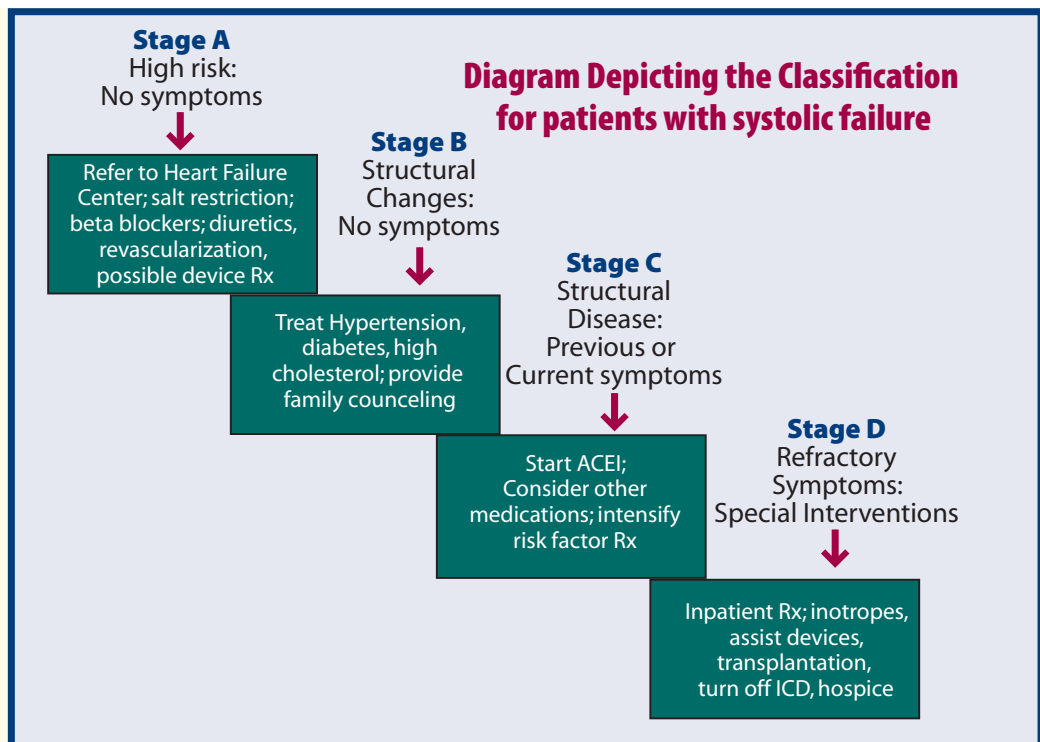 Stage A
High risk:
No symptoms
Diagram Depicting the Classification
for patients with systolic failure
Refer to Heart Failure
Center; salt restriction;
beta blockers; diuretics,
revascularization,
possible device Rx
Stage B
Structural
Changes:
No symptoms
Treat Hypertension,
diabetes, high
cholesterol; provide
family counceling
Stage C
Structural
Disease:
Previous or
Current symptoms
Start ACEI;
Consider other
medications; intensify
risk factor Rx
Stage D
Refractory
Symptoms:
Special Interventions
Inpatient Rx; inotropes,
assist devices,
transplantation,
turn off ICD, hospice